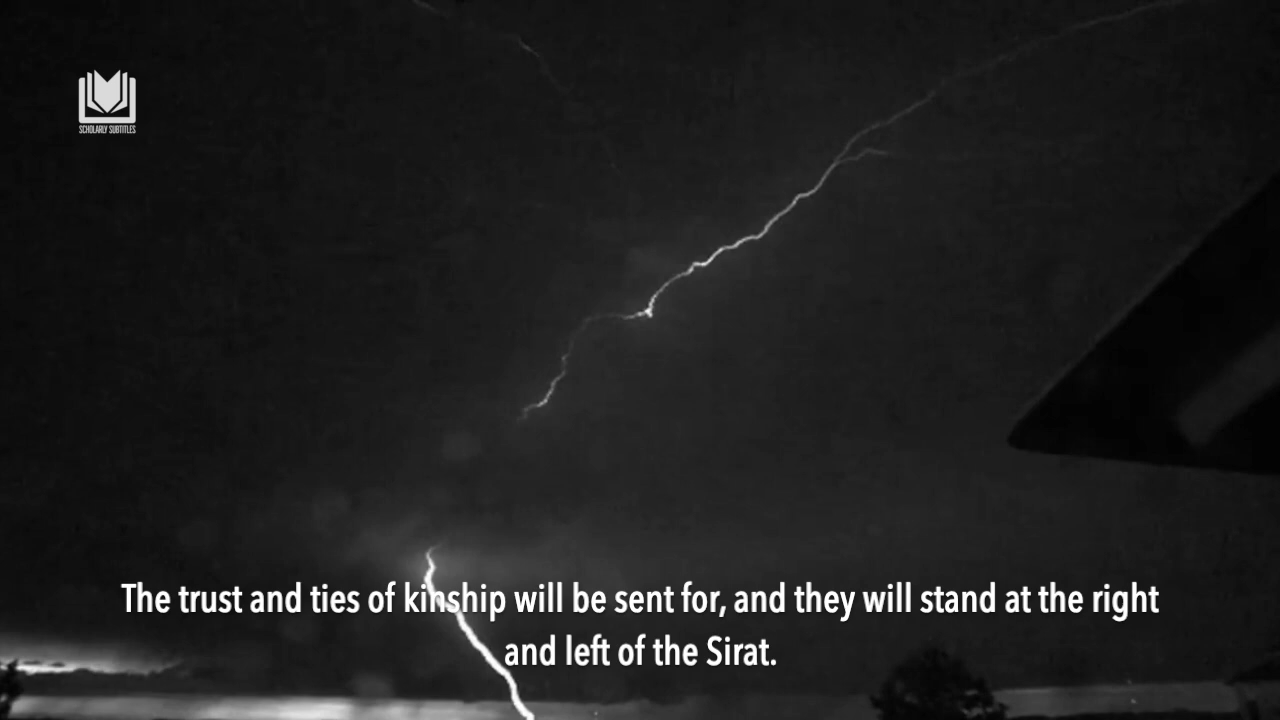 SCHOLARLY SUBTITLES
The trust and ties of kinship will be sent for, and they will stand at the right
and left of the Sirat.